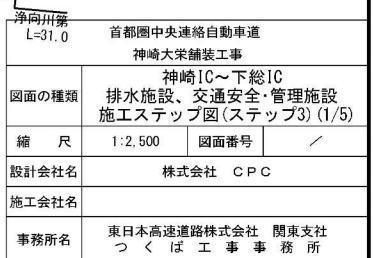 浄向川第
L=31.0
首都圏中央連絡自動車道
神崎大栄舗装工事
図面の種類
神崎IC～下総IC
排水施設、交通安全・管理施設
施工ステップ図(ステップ3)(1/5)
縮 尺
1:2,500
図面番号
／
設計会社名
株式会社 CPC
施工会社名
事務所名
東日本高速道路株式会社 関東支社
つくば工事事務所